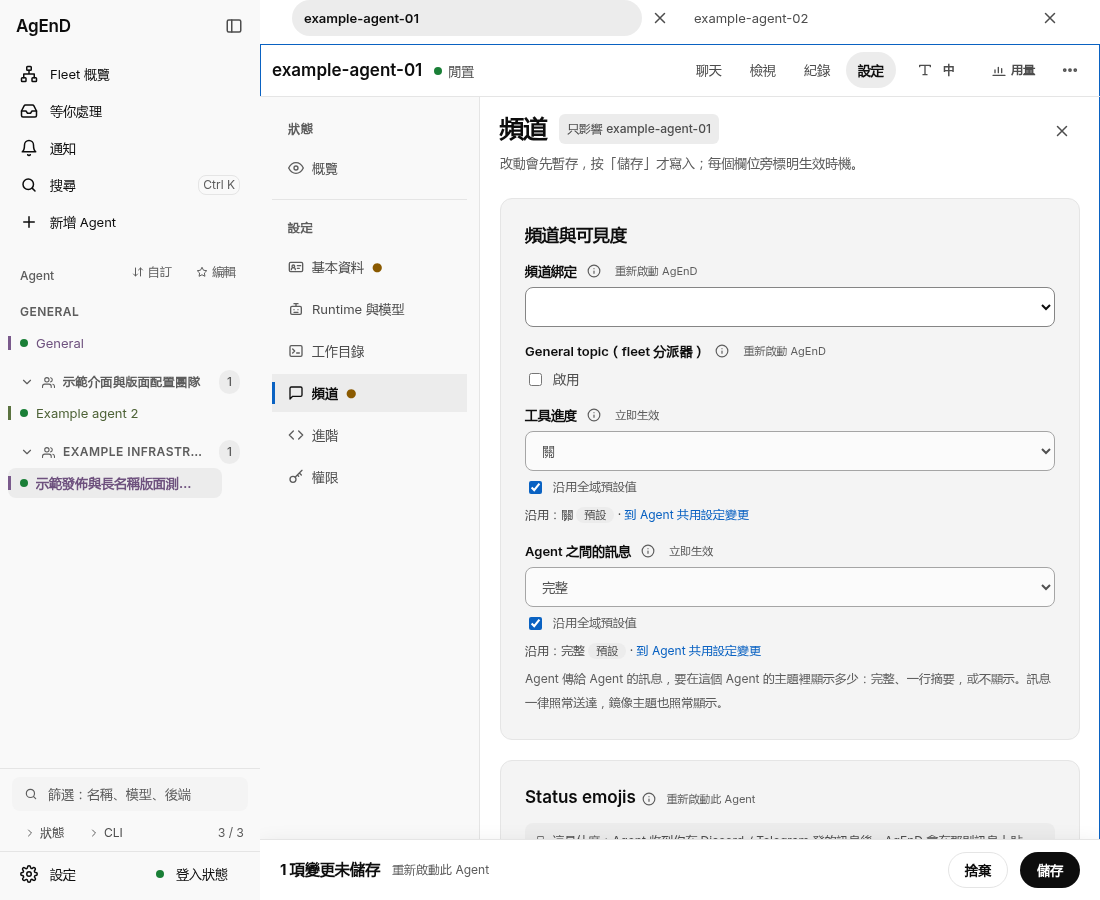 AgEnD
Fleet 概覽
等你處理
通知
搜尋 Ctrl K
新增 Agent
Agent 自訂 編輯
GENERAL
General
示範介面與版面配置團隊 1
Example agent 2
EXAMPLE INFRASTR... 1
示範發佈與長名稱版面測...
篩選：名稱、模型、後端
狀態 CLI 3 / 3
設定 登入狀態
example-agent-01 example-agent-02
example-agent-01 閒置 聊天 檢視 紀錄 設定 中 用量
狀態
概覽
設定
基本資料
Runtime 與模型
工作目錄
頻道
進階
權限
頻道 只影響 example-agent-01
改動會先暫存，按「儲存」才寫入；每個欄位旁標明生效時機。
頻道與可見度
頻道綁定 重新啟動 AgEnD
General topic（fleet 分派器） 重新啟動 AgEnD
啟用
工具進度 立即生效
關
沿用全域預設值
沿用：關 預設 · 到 Agent 共用設定變更
Agent 之間的訊息 立即生效
完整
沿用全域預設值
沿用：完整 預設 · 到 Agent 共用設定變更
Agent 傳給 Agent 的訊息，要在這個 Agent 的主題裡顯示多少：完整、一行摘要，或不顯示。訊息
一律照常送達，鏡像主題也照常顯示。
Status emojis 重新啟動此 Agent
1 項變更未儲存 重新啟動此 Agent 捨棄 儲存